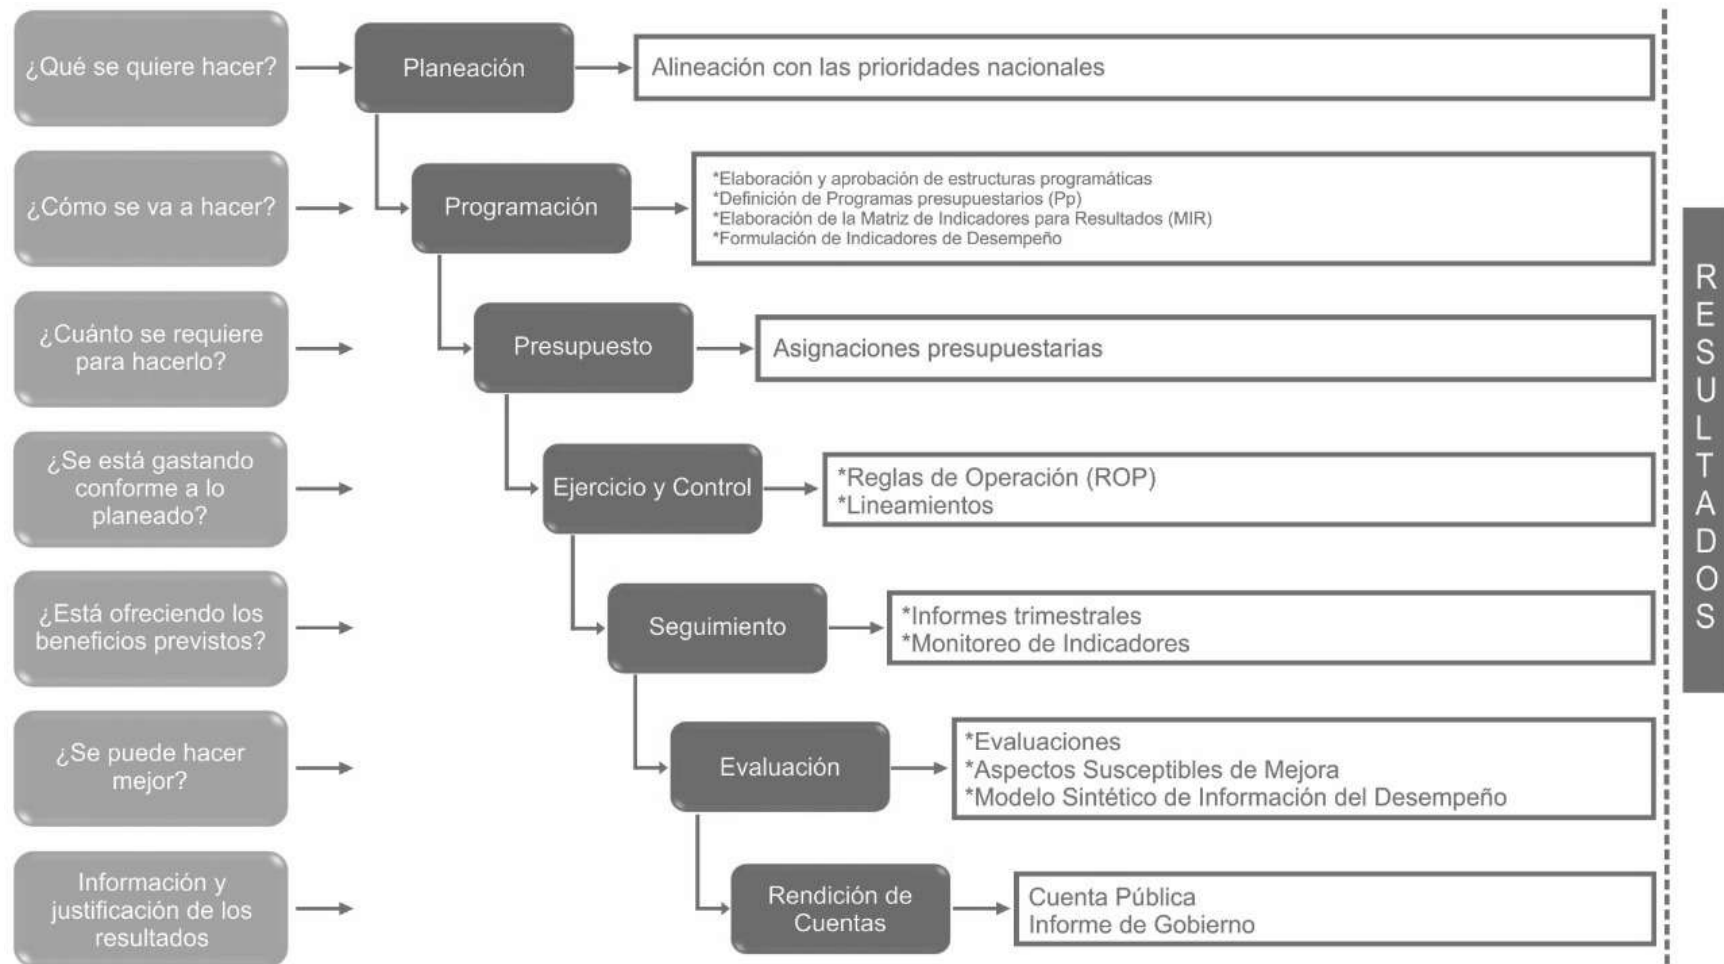 ¿Qué se quiere hacer?
Planeación
Alineación con las prioridades nacionales
¿Cómo se va a hacer?
Programación
*Elaboración y aprobación de estructuras programáticas
*Definición de Programas presupuestarios (Pp)
*Elaboración de la Matriz de Indicadores para Resultados (MIR)
*Formulación de Indicadores de Desempeño
¿Cuánto se requiere
para hacerlo?
Presupuesto
Asignaciones presupuestarias
¿Se está gastando
conforme a lo
planeado?
Ejercicio y Control
*Reglas de Operación (ROP)
*Lineamientos
¿Está ofreciendo los
beneficios previstos?
Seguimiento
*Informes trimestrales
*Monitoreo de Indicadores
¿Se puede hacer
mejor?
Evaluación
*Evaluaciones
*Aspectos Susceptibles de Mejora
*Modelo Sintético de Información del Desempeño
Información y
justificación de los
resultados
Rendición de
Cuentas
Cuenta Pública
Informe de Gobierno
RESULTADOS